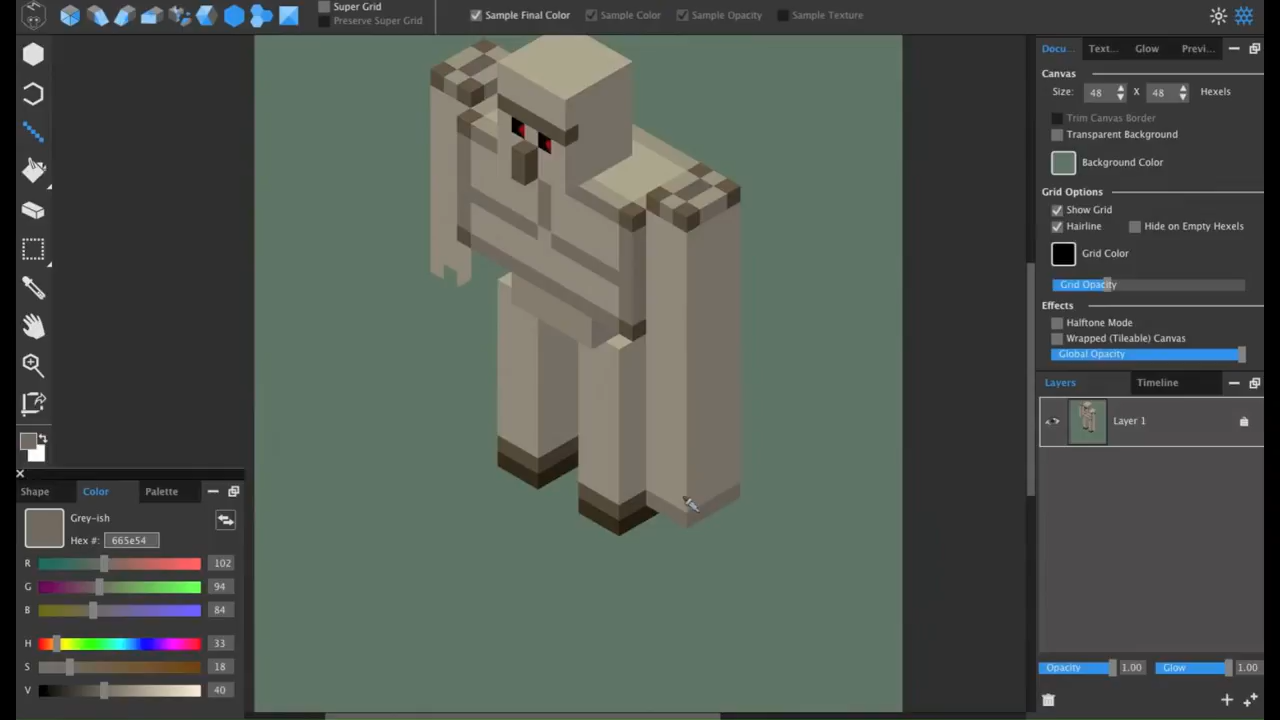 Super Grid
Preserve Super Grid
Sample Final Color
Sample Color
Sample Opacity
Sample Texture
Docu...
Text...
Glow
Previ...
Canvas
Size: 48 X 48 Hexels
Trim Canvas Border
Transparent Background
Background Color
Grid Options
Show Grid
Hairline
Hide on Empty Hexels
Grid Color
Grid Opacity
Effects
Halftone Mode
Wrapped (Tileable) Canvas
Global Opacity
Layers
Timeline
Layer 1
Opacity 1.00
Glow 1.00
Shape
Color
Palette
Grey-ish
Hex #: 665e54
R 102
G 94
B 84
H 33
S 18
V 40